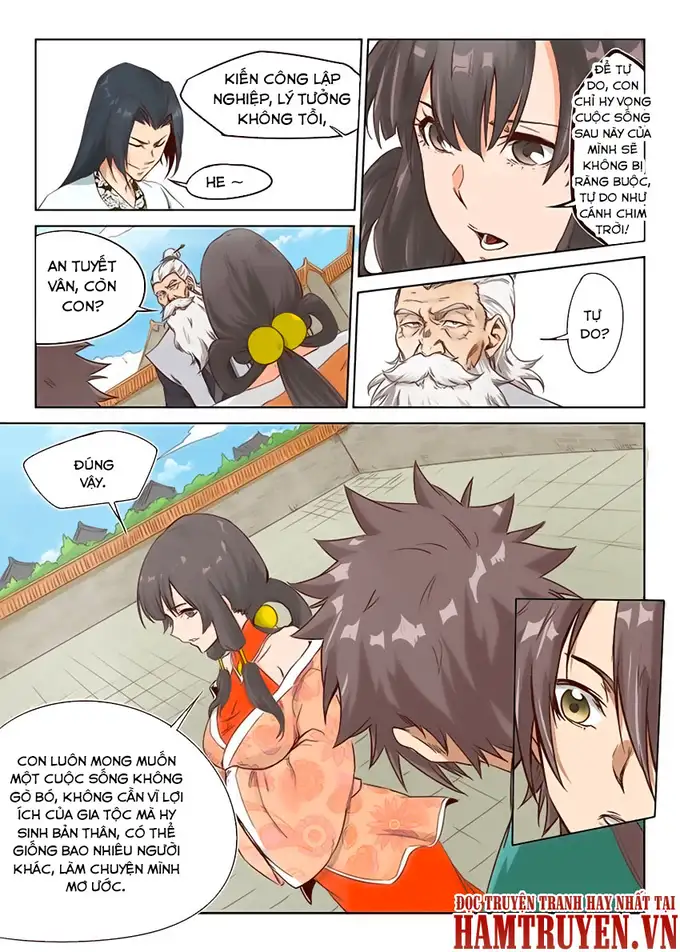 KIẾN CÔNG LẬP
NGHIỆP, LÝ TƯỞNG
KHÔNG TỒI,
HE ~
ĐỂ TỰ
DO, CON
CHỈ HY VỌNG
CUỘC SỐNG
SAU NÀY CỦA
MÌNH SẼ
KHÔNG BỊ
RÀNG BUỘC,
TỰ DO NHƯ
CÁNH CHIM
TRỜI!
AN TUYẾT
VÂN, CÒN
CON?
TỰ
DO?
ĐÚNG
VẬY.
CON LUÔN MONG MUỐN
MỘT CUỘC SỐNG KHÔNG
GÒ BÓ, KHÔNG CẦN VÌ LỢI
ÍCH CỦA GIA TỘC MÀ HY
SINH BẢN THÂN, CÓ THỂ
GIỐNG BAO NHIÊU NGƯỜI
KHÁC, LÀM CHUYỆN MÌNH
MƠ ƯỚC.
ĐỌC TRUYỆN TRANH HAY NHẤT TẠI
HAMTRUYEN.VN